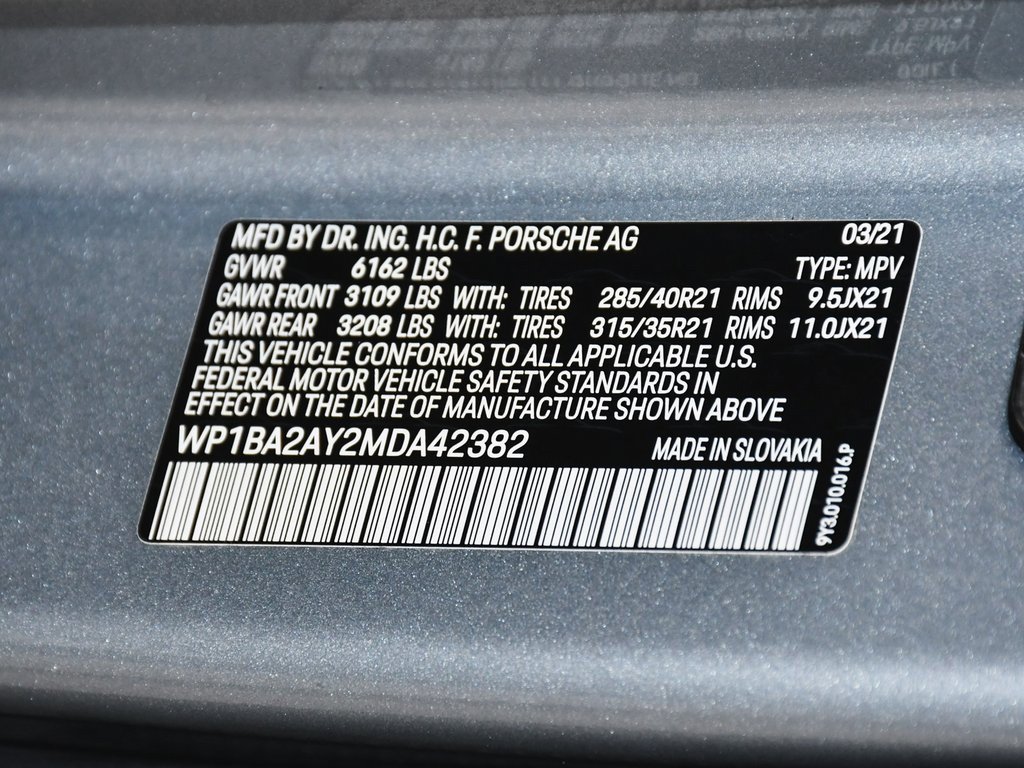 MFD BY DR. ING. H.C. F. PORSCHE AG 03/21
GVWR 6162 LBS TYPE: MPV
GAWR FRONT 3109 LBS WITH: TIRES 285/40R21 RIMS 9.5JX21
GAWR REAR 3208 LBS WITH: TIRES 315/35R21 RIMS 11.0JX21
THIS VEHICLE CONFORMS TO ALL APPLICABLE U.S.
FEDERAL MOTOR VEHICLE SAFETY STANDARDS IN
EFFECT ON THE DATE OF MANUFACTURE SHOWN ABOVE
WP1BA2AY2MDA42382 MADE IN SLOVAKIA
9Y3.010.016.P